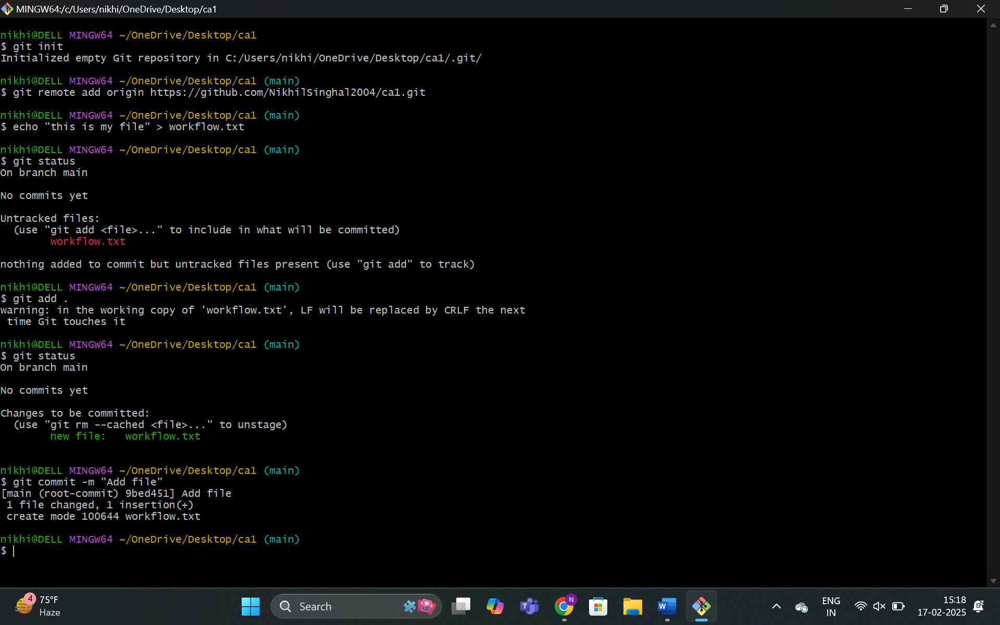 MINGW64:/c/Users/nikhi/OneDrive/Desktop/ca1
nikhi@DELL MINGW64 ~/OneDrive/Desktop/ca1
$ git init
Initialized empty Git repository in C:/Users/nikhi/OneDrive/Desktop/ca1/.git/
nikhi@DELL MINGW64 ~/OneDrive/Desktop/ca1 (main)
$ git remote add origin https://github.com/NikhilSinghal2004/ca1.git
nikhi@DELL MINGW64 ~/OneDrive/Desktop/ca1 (main)
$ echo "this is my file" > workflow.txt
nikhi@DELL MINGW64 ~/OneDrive/Desktop/ca1 (main)
$ git status
On branch main
No commits yet
Untracked files:
  (use "git add <file>..." to include in what will be committed)
        workflow.txt
nothing added to commit but untracked files present (use "git add" to track)
nikhi@DELL MINGW64 ~/OneDrive/Desktop/ca1 (main)
$ git add .
warning: in the working copy of 'workflow.txt', LF will be replaced by CRLF the next
 time Git touches it
nikhi@DELL MINGW64 ~/OneDrive/Desktop/ca1 (main)
$ git status
On branch main
No commits yet
Changes to be committed:
  (use "git rm --cached <file>..." to unstage)
        new file:   workflow.txt
nikhi@DELL MINGW64 ~/OneDrive/Desktop/ca1 (main)
$ git commit -m "Add file"
[main (root-commit) 9bed451] Add file
 1 file changed, 1 insertion(+)
 create mode 100644 workflow.txt
nikhi@DELL MINGW64 ~/OneDrive/Desktop/ca1 (main)
$
4
75°F
Haze
Search
T
N
W
ENG
IN
15:18
17-02-2025